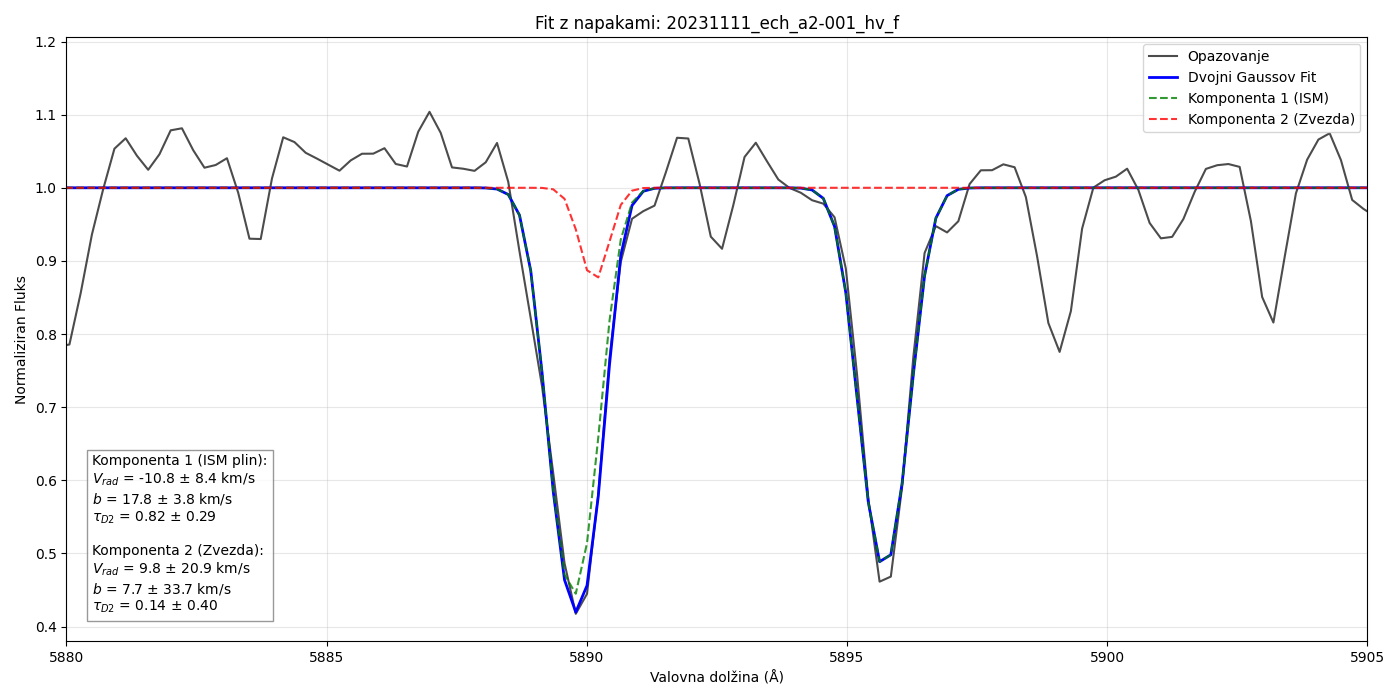 Fit z napakami: 20231111_ech_a2-001_hv_f
1.2
1.1
1.0
0.9
0.8
0.7
0.6
0.5
0.4
Normaliziran Fluks
Opazovanje
Dvojni Gaussov Fit
Komponenta 1 (ISM)
Komponenta 2 (Zvezda)
Komponenta 1 (ISM plin):
V_rad = -10.8 ± 8.4 km/s
b = 17.8 ± 3.8 km/s
τ_D2 = 0.82 ± 0.29
Komponenta 2 (Zvezda):
V_rad = 9.8 ± 20.9 km/s
b = 7.7 ± 33.7 km/s
τ_D2 = 0.14 ± 0.40
5880
5885
5890
5895
5900
5905
Valovna dolžina (Å)